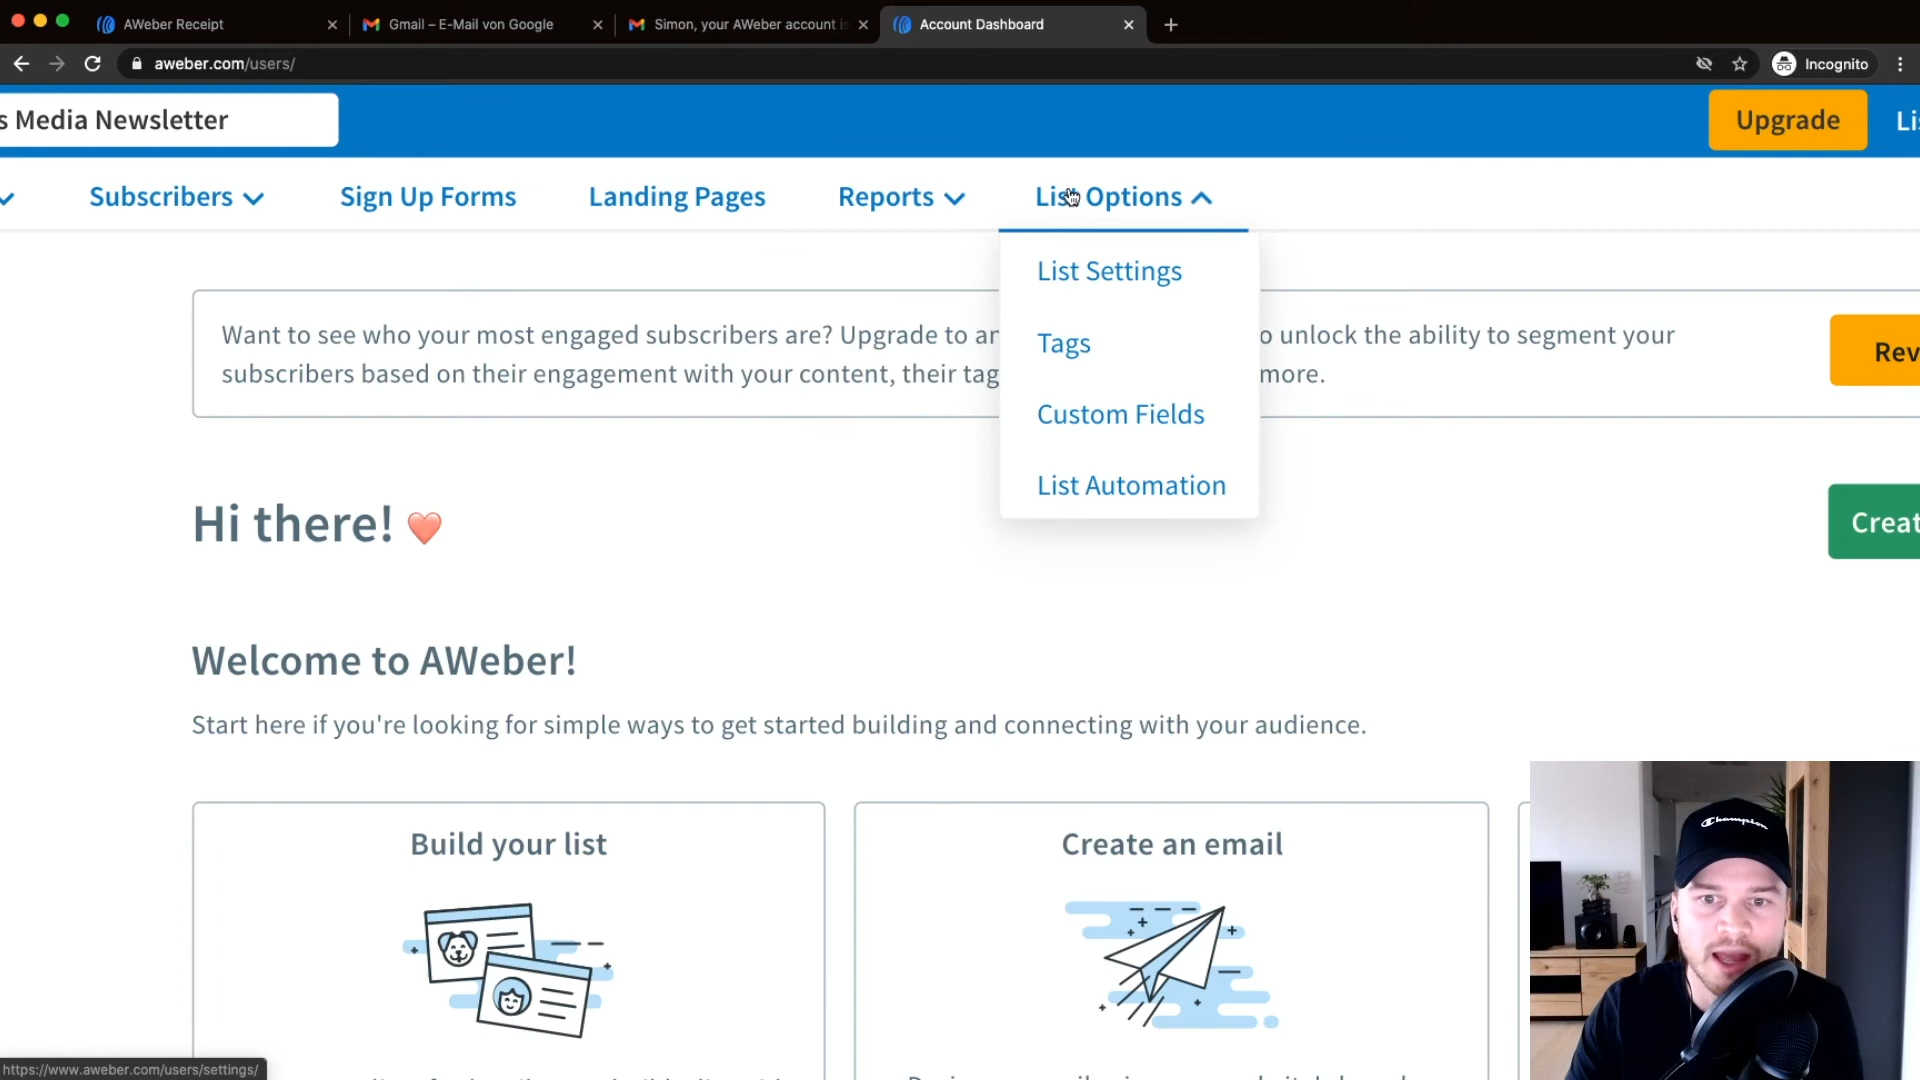 AWeber Receipt
Gmail – E-Mail von Google
Simon, your AWeber account is
Account Dashboard
aweber.com/users/
Incognito
s Media Newsletter
Upgrade
Subscribers
Sign Up Forms
Landing Pages
Reports
List Options
List Settings
Tags
Custom Fields
List Automation
Want to see who your most engaged subscribers are? Upgrade to an o unlock the ability to segment your
subscribers based on their engagement with your content, their tag more.
Rev
Hi there!
Creat
Welcome to AWeber!
Start here if you're looking for simple ways to get started building and connecting with your audience.
Build your list
Create an email
Champion
https://www.aweber.com/users/settings/